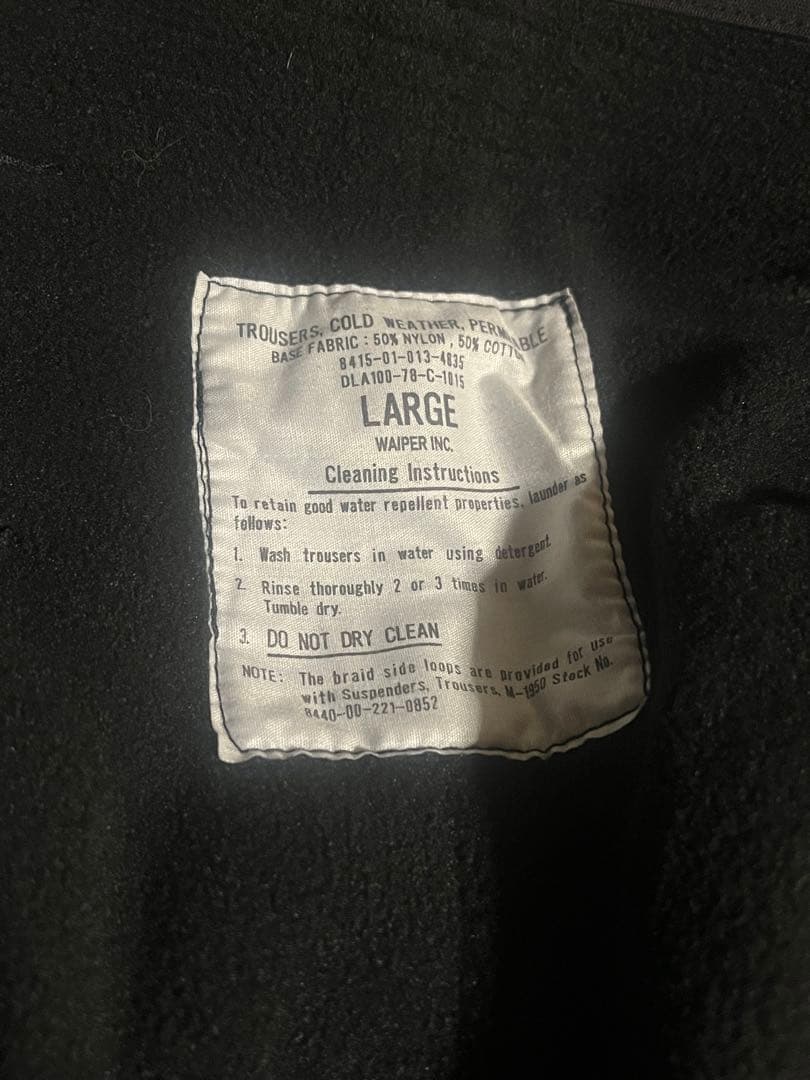 TROUSERS, COLD WEATHER, PERMEABLE
BASE FABRIC : 50% NYLON , 50% COTTON
8415-01-013-4835
DLA100-78-C-1015
LARGE
WAIPER INC.
Cleaning Instructions
To retain good water repellent properties, launder as
follows:
1. Wash trousers in water using detergent.
2. Rinse thoroughly 2 or 3 times in water.
Tumble dry.
3. DO NOT DRY CLEAN
NOTE: The braid side loops are provided for use
with Suspenders, Trousers, M-1950 Stock No.
8440-00-221-0852